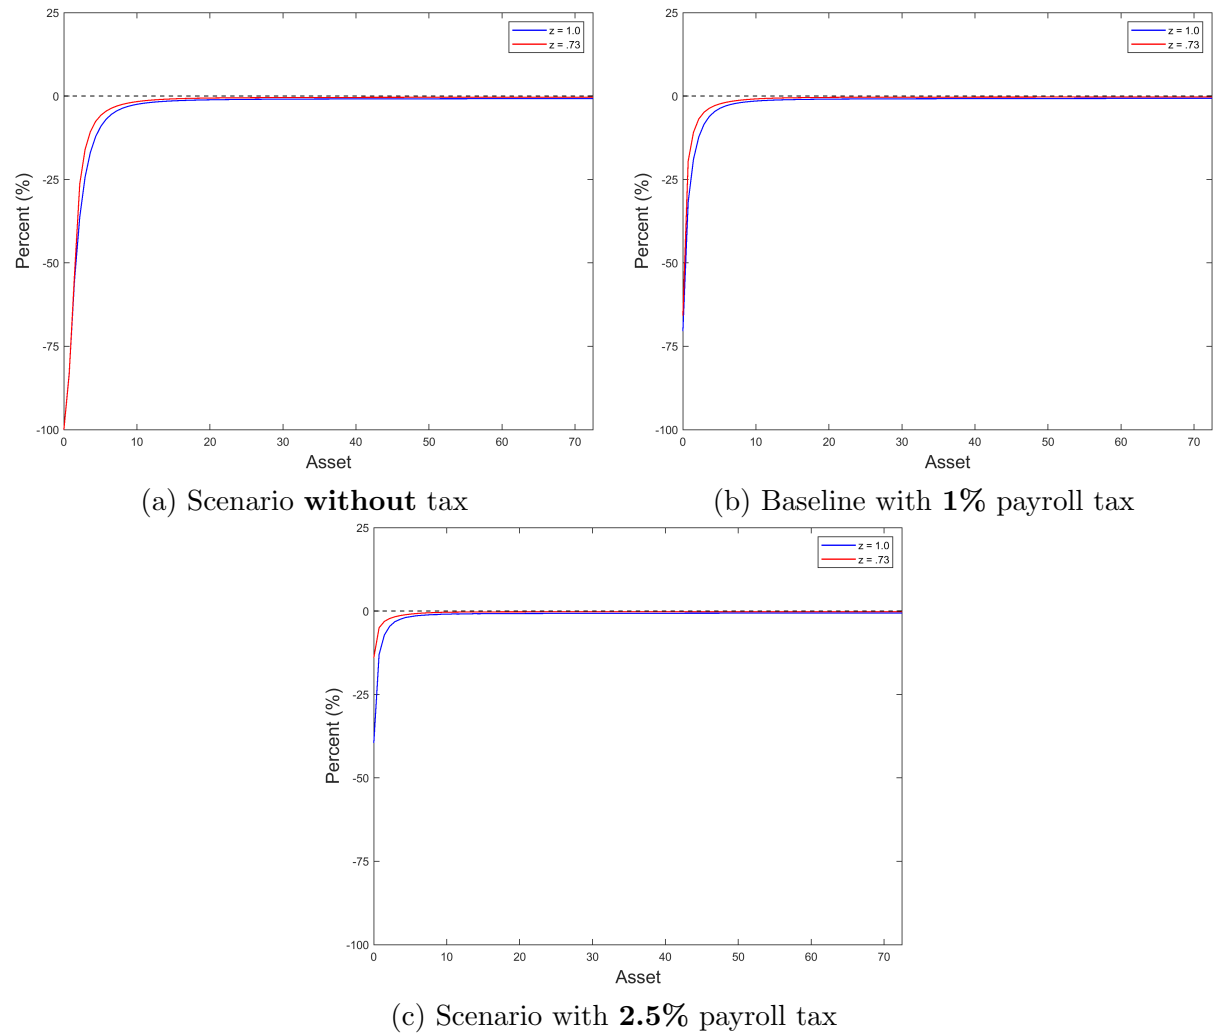 25
0
-25
-50
-75
-100
Percent (%)
z = 1.0
z = .73
0 10 20 30 40 50 60 70
Asset
(a) Scenario without tax
25
0
-25
-50
-75
-100
Percent (%)
z = 1.0
z = .73
0 10 20 30 40 50 60 70
Asset
(b) Baseline with 1% payroll tax
25
0
-25
-50
-75
-100
Percent (%)
z = 1.0
z = .73
0 10 20 30 40 50 60 70
Asset
(c) Scenario with 2.5% payroll tax